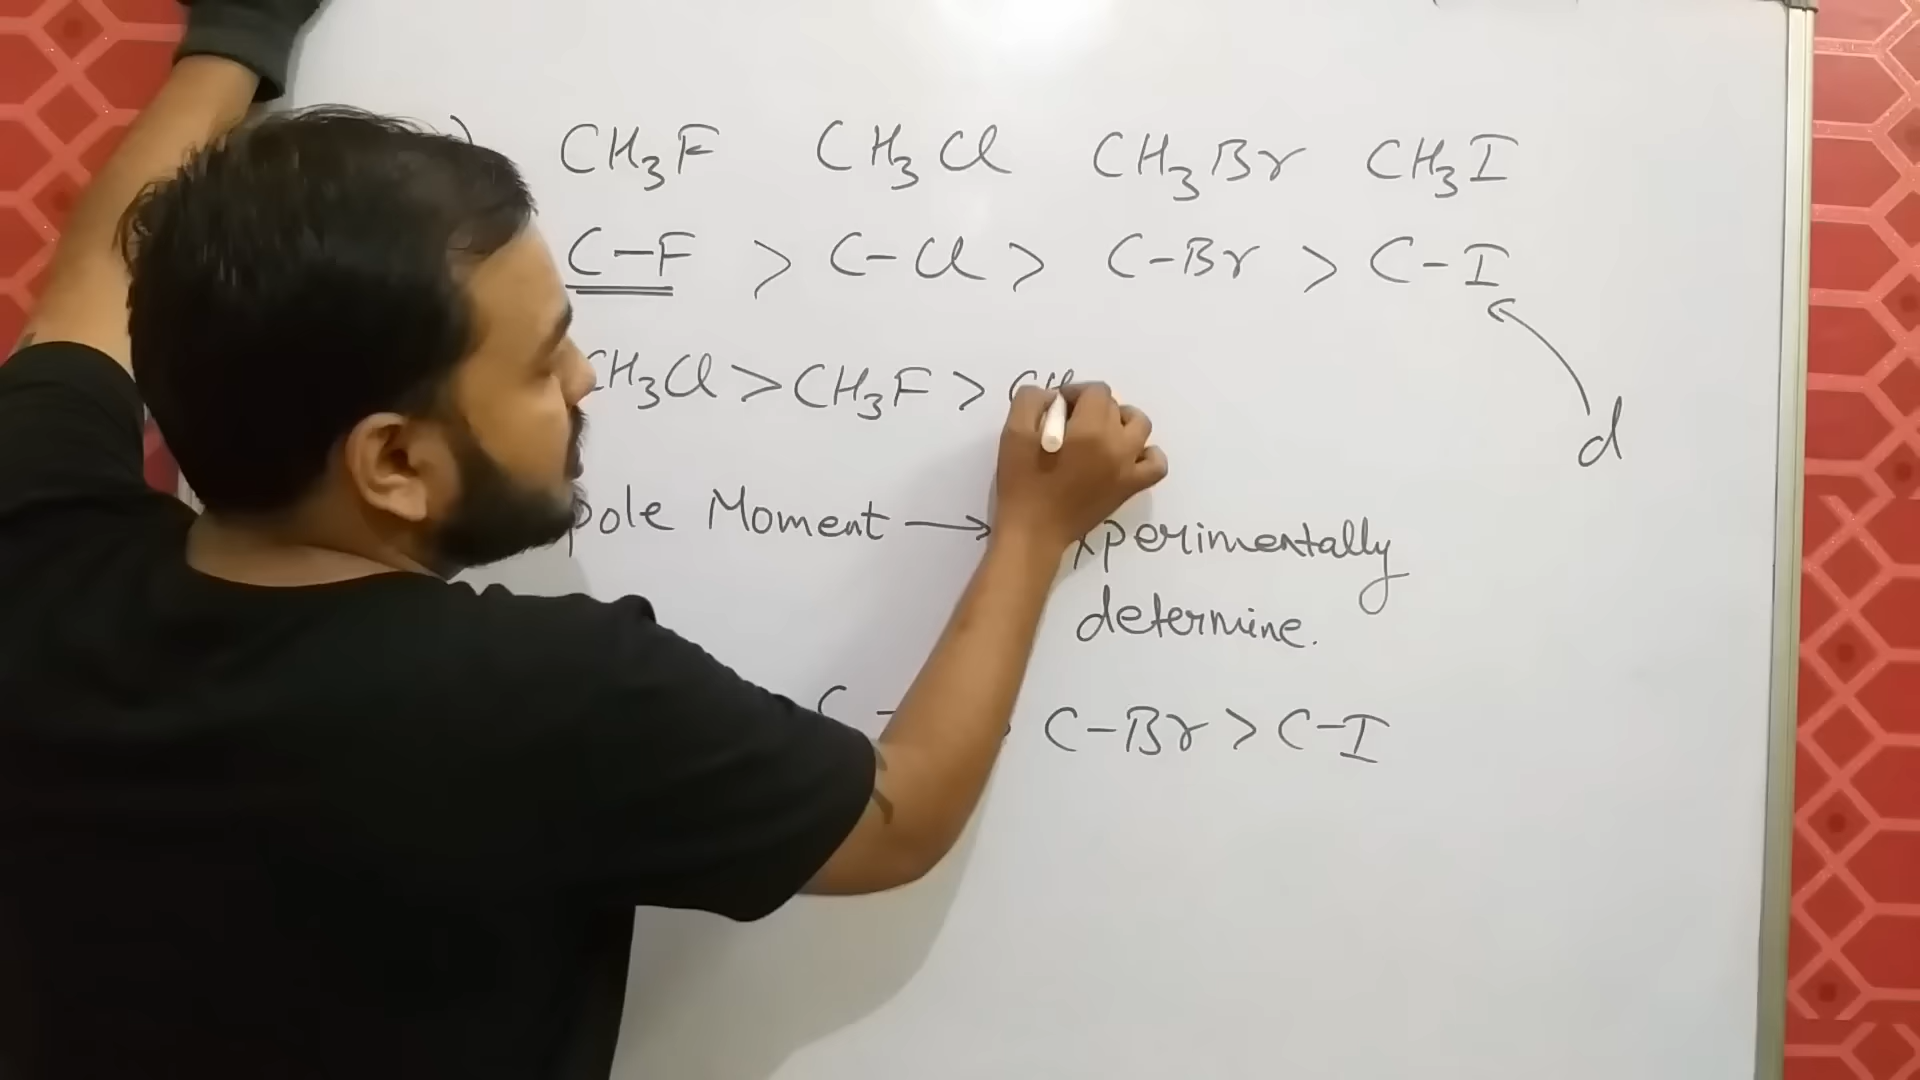 ) CH₃F CH₃Cl CH₃Br CH₃I
C-F > C-Cl > C-Br > C-I
CH₃Cl > CH₃F > CH
d
pole Moment → xperimentally
determine.
C - > C-Br > C-I